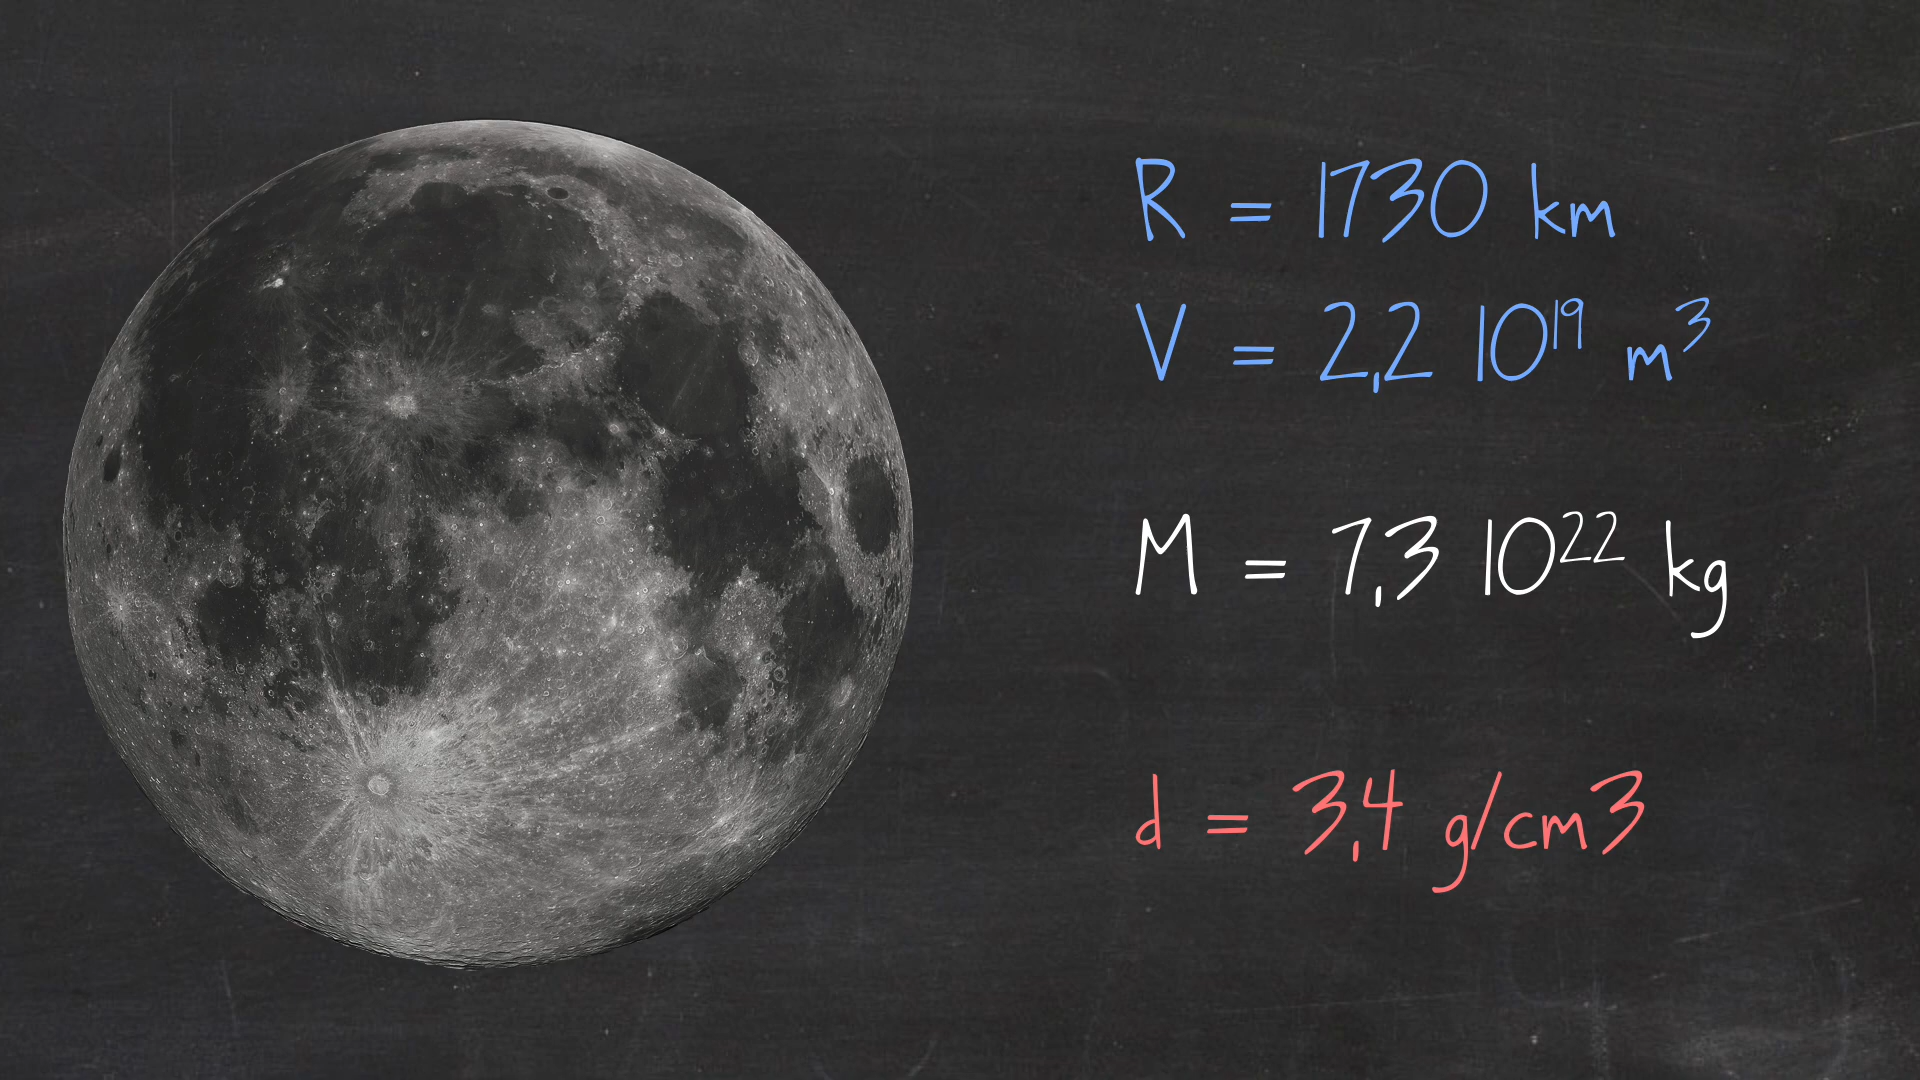 R = 1730 km
V = 2,2 10¹⁹ m³
M = 7,3 10²² kg
d = 3,4 g/cm3